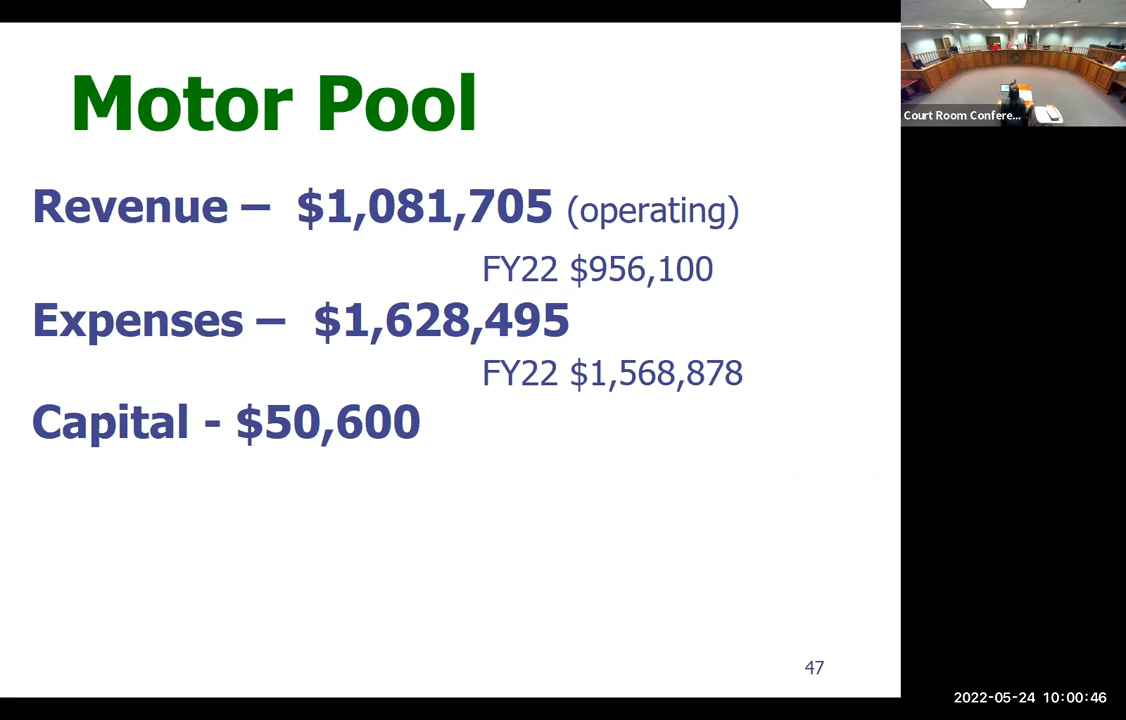 Motor Pool
Revenue – $1,081,705 (operating)
FY22 $956,100
Expenses – $1,628,495
FY22 $1,568,878
Capital - $50,600
47
Court Room Confere...
2022-05-24 10:00:46